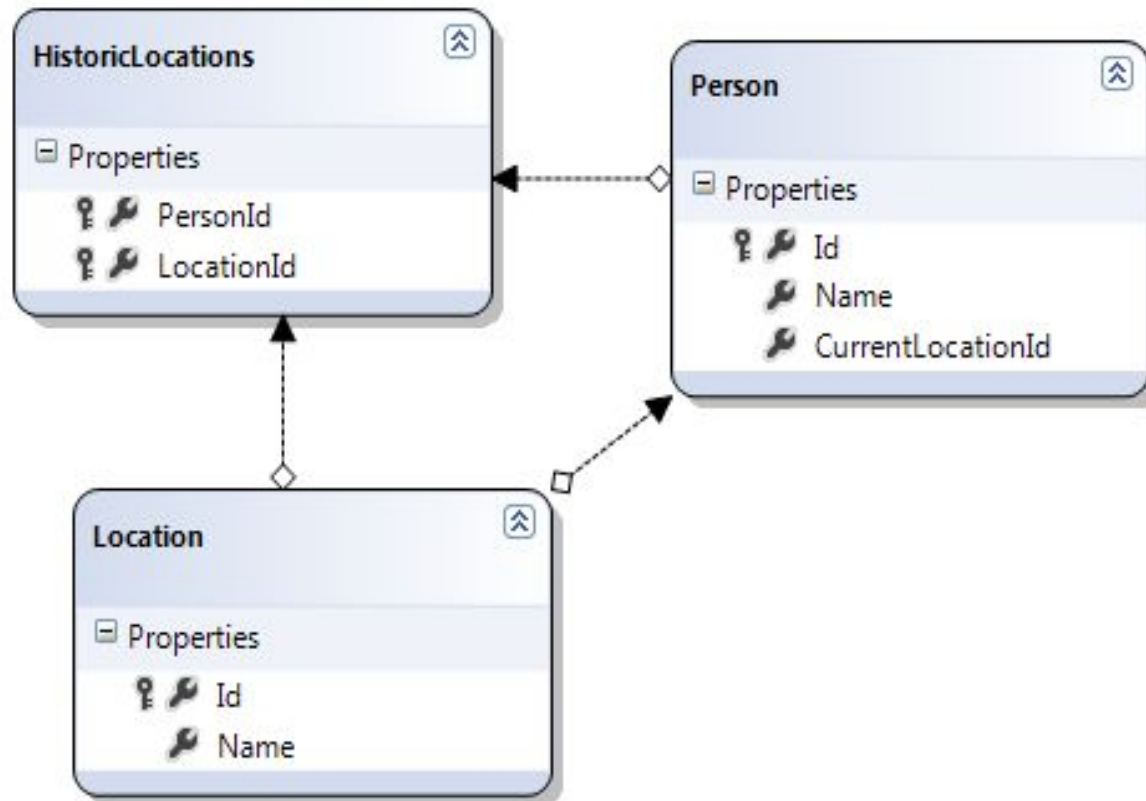 HistoricLocations
Properties
PersonId
LocationId
Person
Properties
Id
Name
CurrentLocationId
Location
Properties
Id
Name